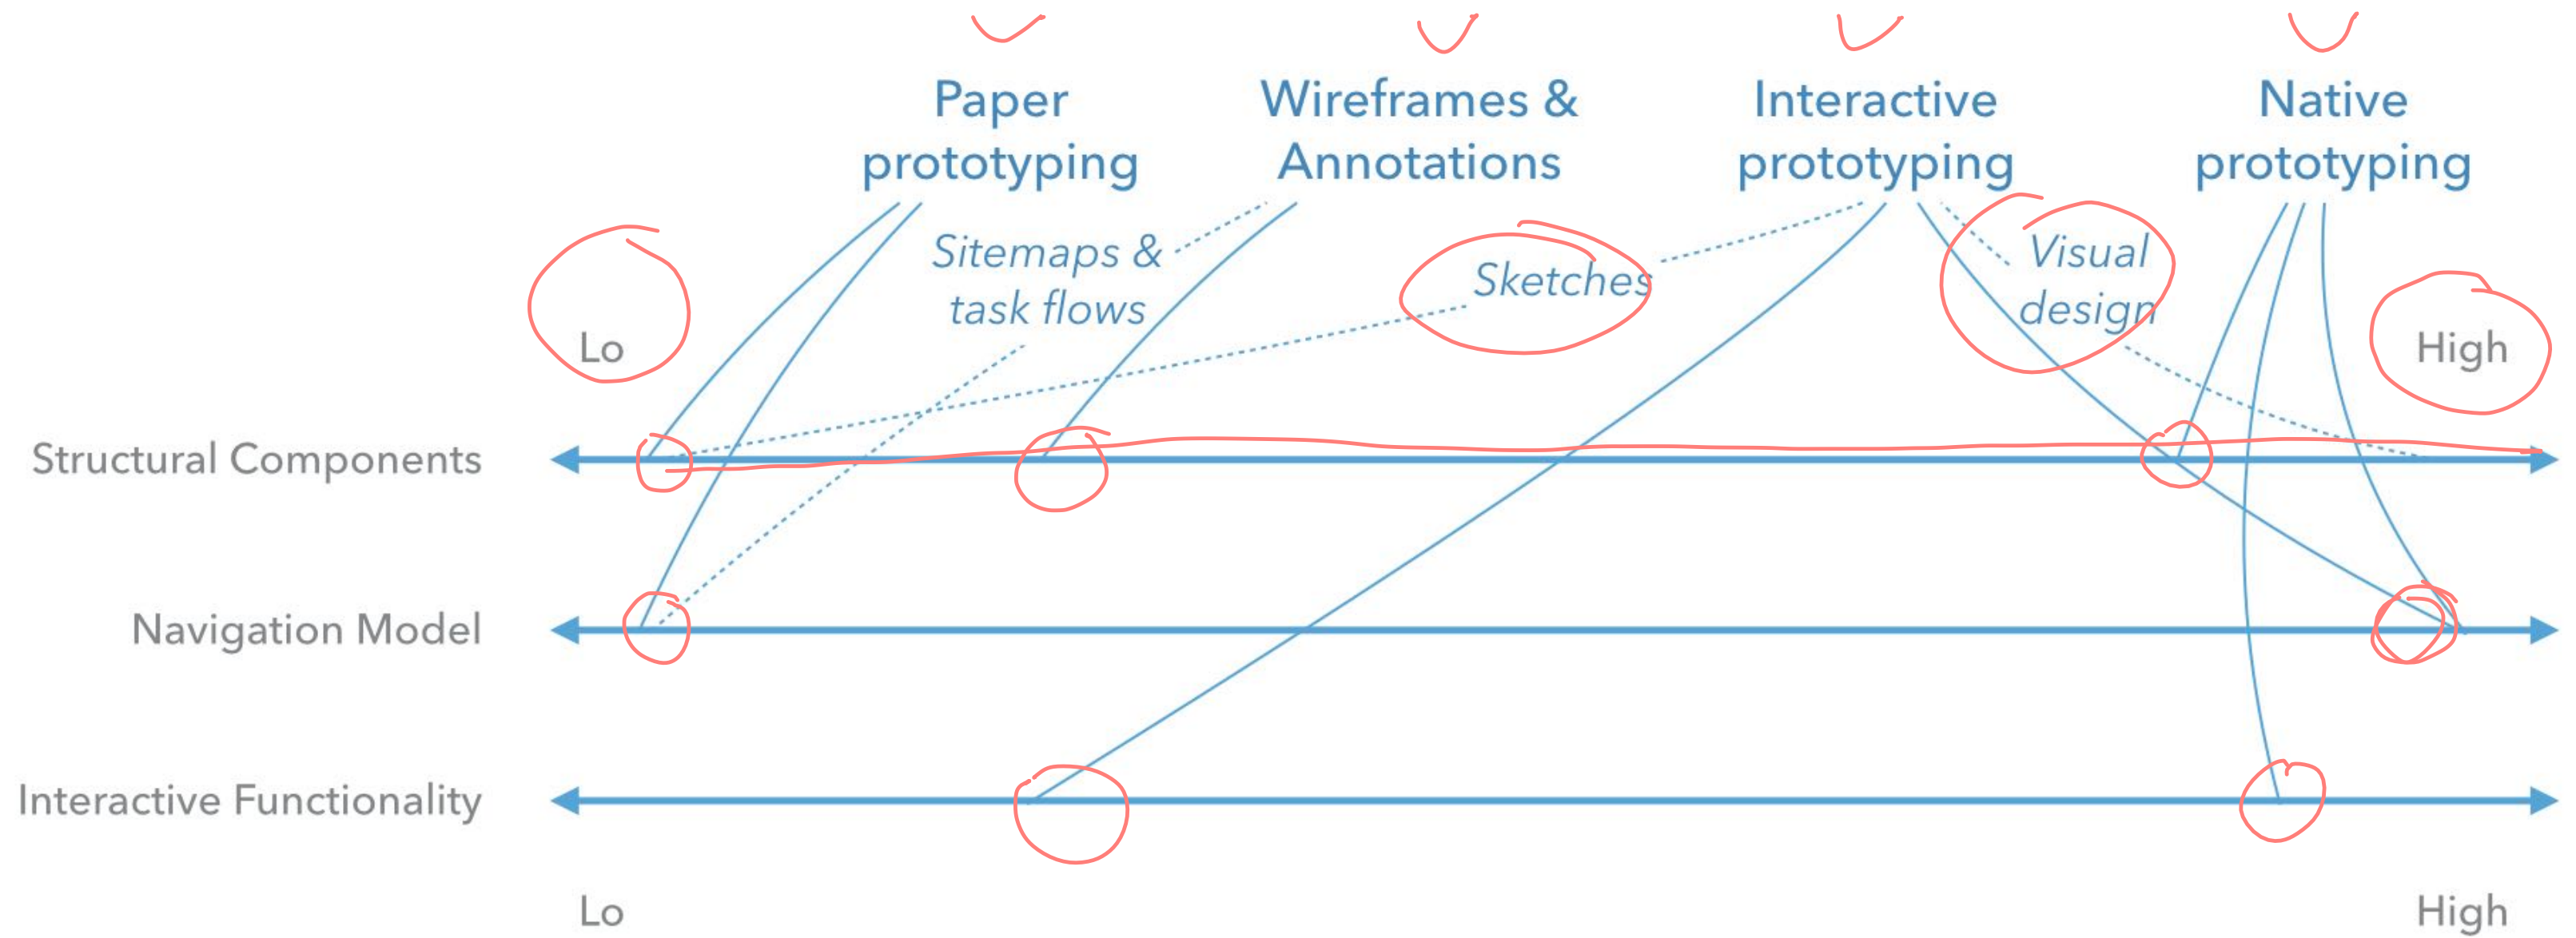 Paper
prototyping
Wireframes &
Annotations
Interactive
prototyping
Native
prototyping
Sitemaps &
task flows
Sketches
Visual
design
Lo
High
Structural Components
Navigation Model
Interactive Functionality
Lo
High